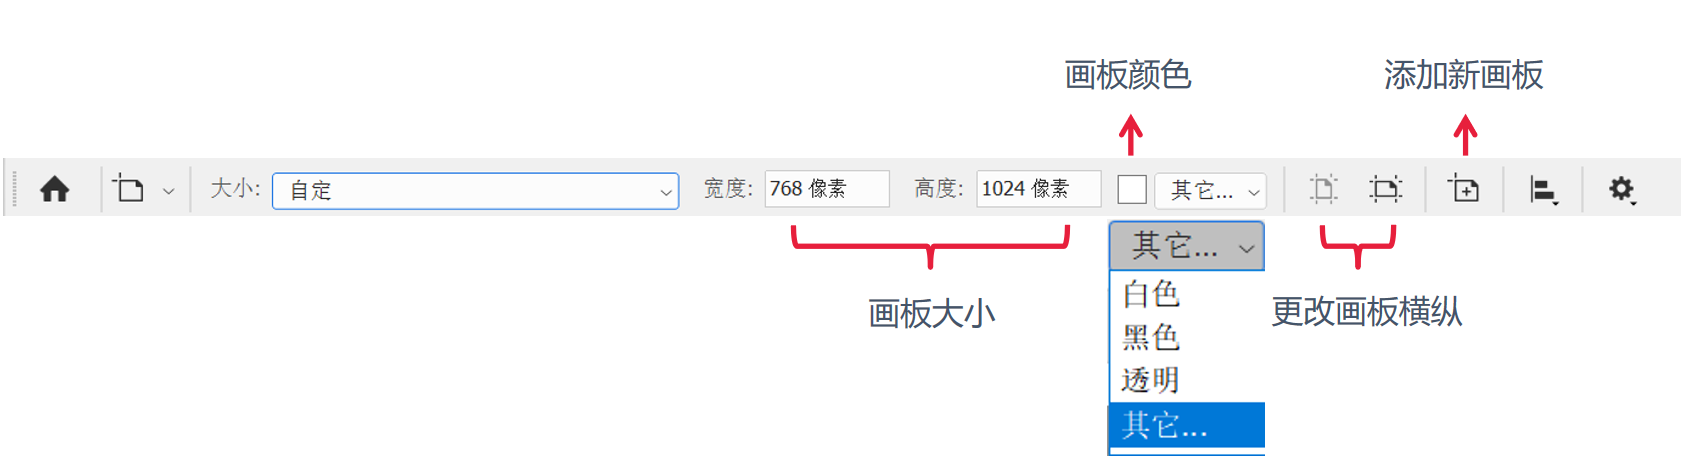 画板颜色
添加新画板
大小: 自定 宽度: 768 像素 高度: 1024 像素 其它...
画板大小
更改画板横纵
其它...
白色
黑色
透明
其它...